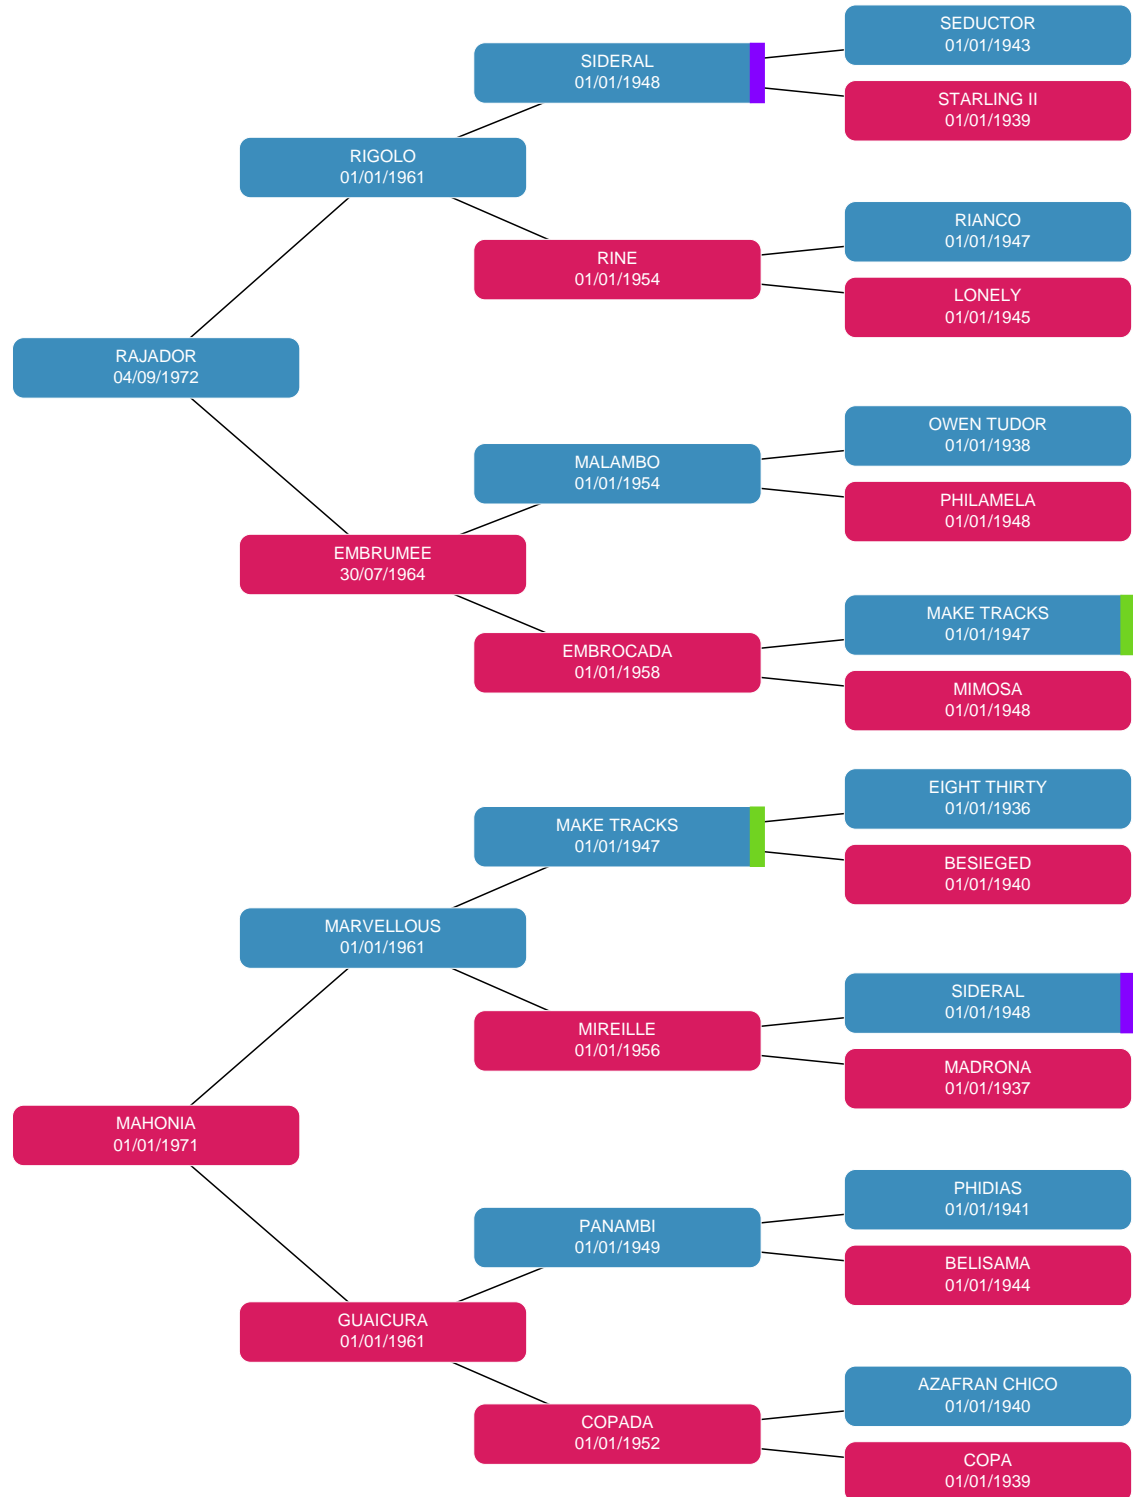 SEDUCTOR
01/01/1943
SIDERAL
01/01/1948
STARLING II
01/01/1939
RIGOLO
01/01/1961
RIANCO
01/01/1947
RINE
01/01/1954
LONELY
01/01/1945
RAJADOR
04/09/1972
OWEN TUDOR
01/01/1938
MALAMBO
01/01/1954
PHILAMELA
01/01/1948
EMBRUMEE
30/07/1964
MAKE TRACKS
01/01/1947
EMBROCADA
01/01/1958
MIMOSA
01/01/1948
EIGHT THIRTY
01/01/1936
MAKE TRACKS
01/01/1947
BESIEGED
01/01/1940
MARVELLOUS
01/01/1961
SIDERAL
01/01/1948
MIREILLE
01/01/1956
MADRONA
01/01/1937
MAHONIA
01/01/1971
PHIDIAS
01/01/1941
PANAMBI
01/01/1949
BELISAMA
01/01/1944
GUAICURA
01/01/1961
AZAFRAN CHICO
01/01/1940
COPADA
01/01/1952
COPA
01/01/1939